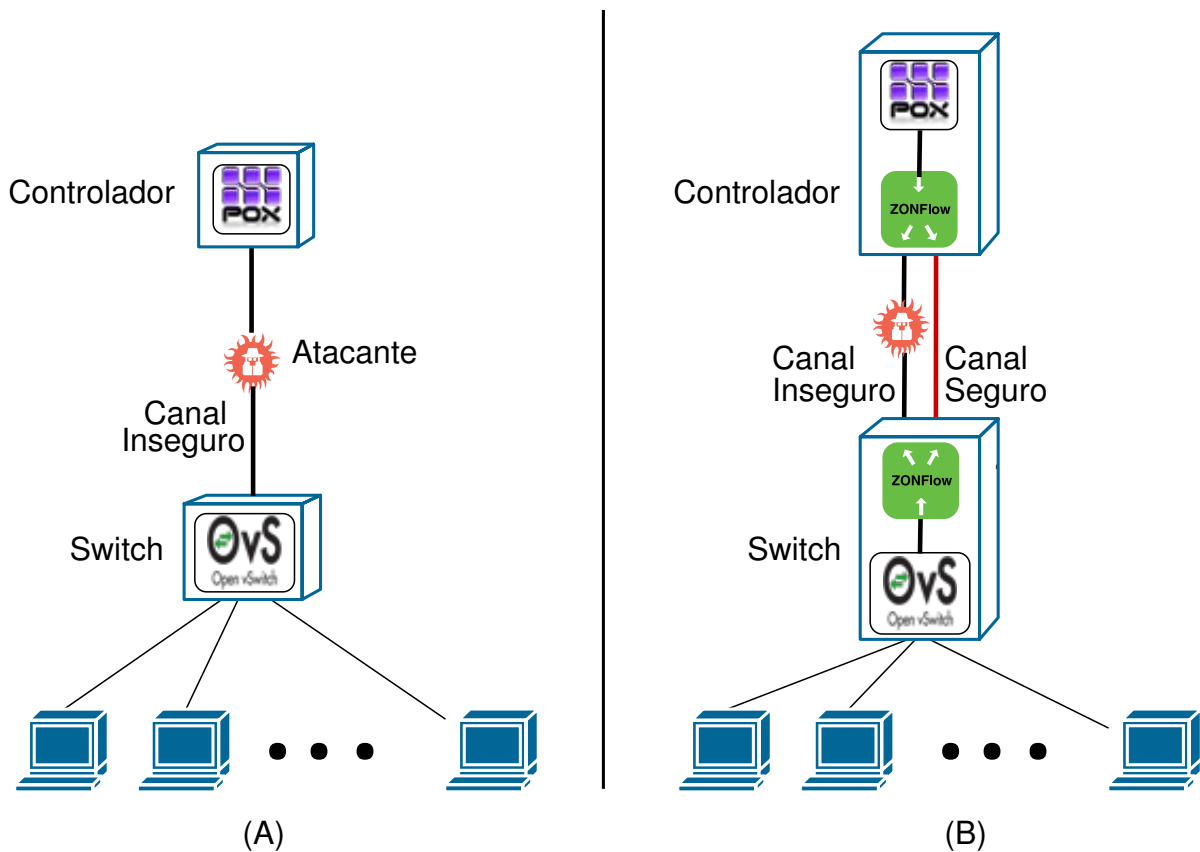 POX
Controlador
Atacante
Canal
Inseguro
OvS
Open vSwitch
Switch
(A)
POX
Controlador
ZONFlow
Canal
Inseguro
Canal
Seguro
ZONFlow
Switch
OvS
Open vSwitch
(B)